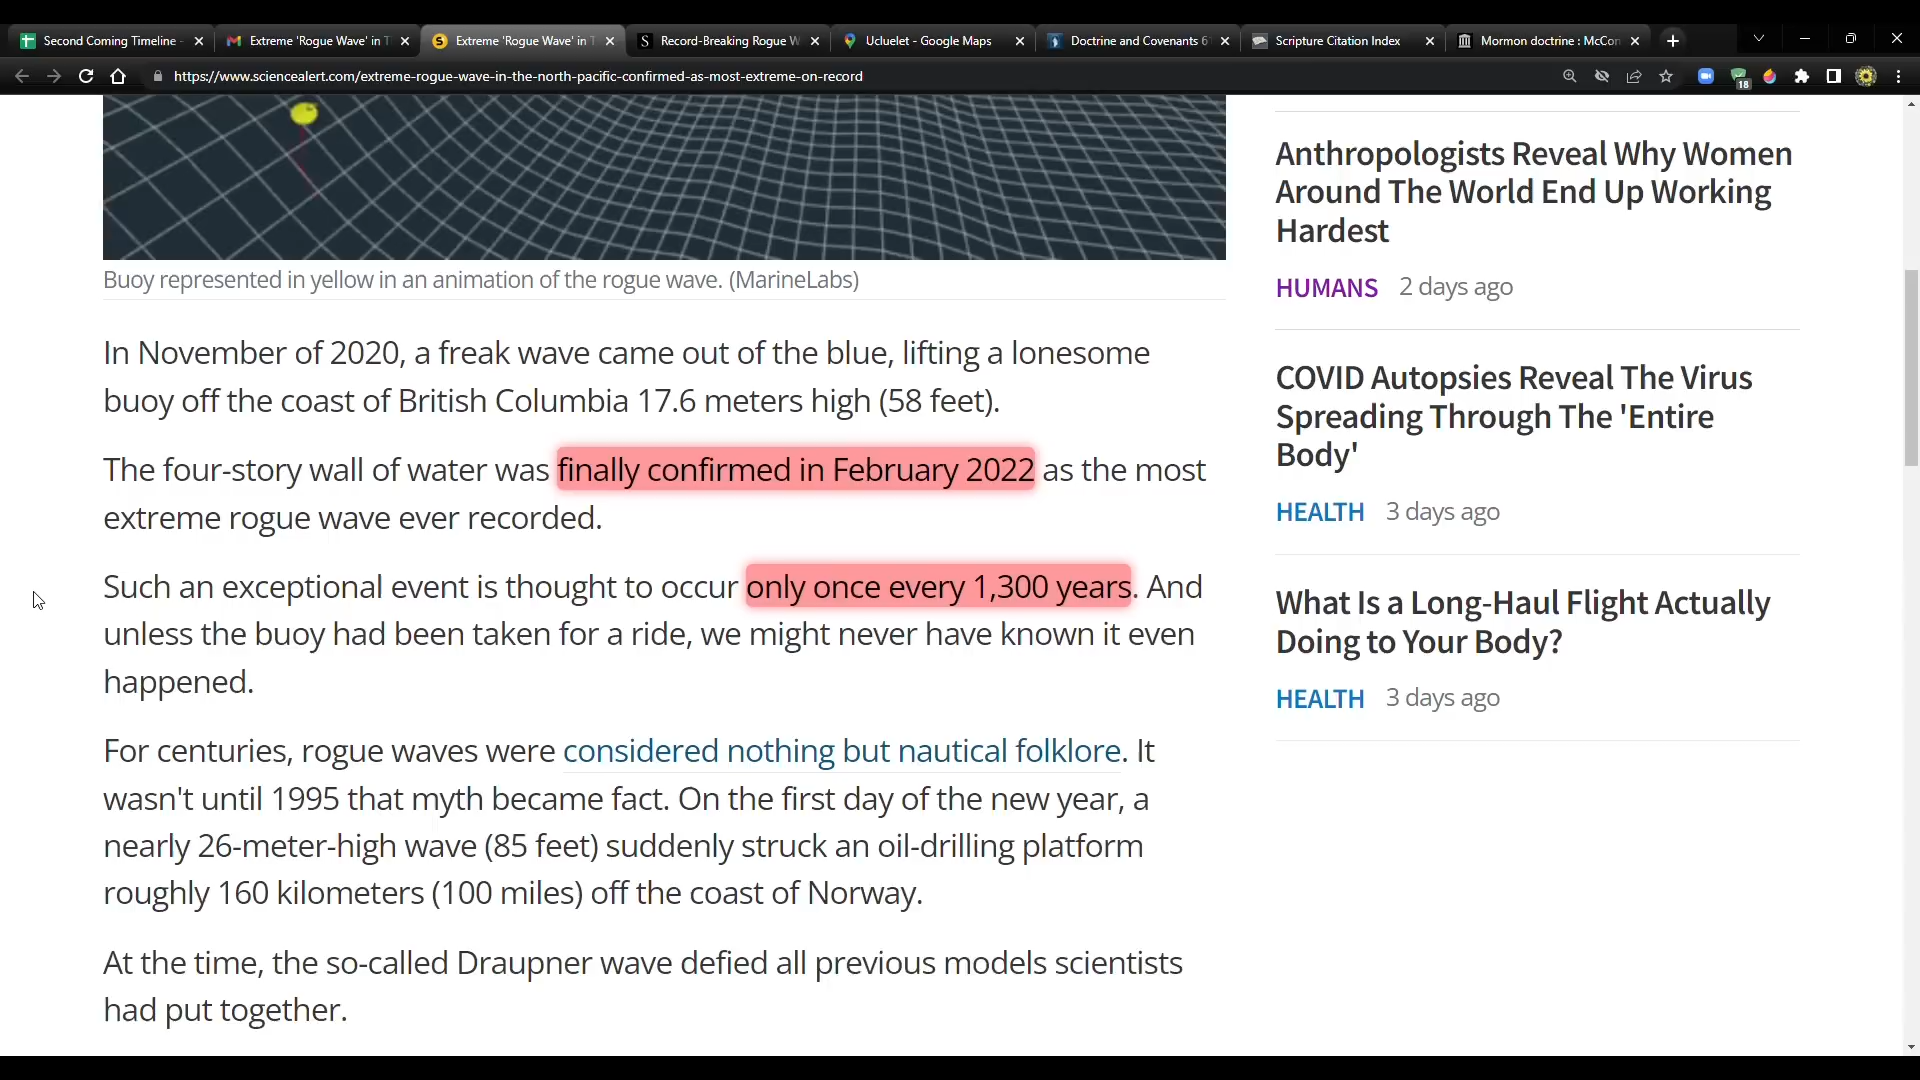 Second Coming Timeline -
Extreme 'Rogue Wave' in T
Extreme 'Rogue Wave' in T
Record-Breaking Rogue W
Ucluelet - Google Maps
Doctrine and Covenants 6
Scripture Citation Index
Mormon doctrine : McCon
https://www.sciencealert.com/extreme-rogue-wave-in-the-north-pacific-confirmed-as-most-extreme-on-record
18
Buoy represented in yellow in an animation of the rogue wave. (MarineLabs)
In November of 2020, a freak wave came out of the blue, lifting a lonesome
buoy off the coast of British Columbia 17.6 meters high (58 feet).
The four-story wall of water was finally confirmed in February 2022 as the most
extreme rogue wave ever recorded.
Such an exceptional event is thought to occur only once every 1,300 years. And
unless the buoy had been taken for a ride, we might never have known it even
happened.
For centuries, rogue waves were considered nothing but nautical folklore. It
wasn't until 1995 that myth became fact. On the first day of the new year, a
nearly 26-meter-high wave (85 feet) suddenly struck an oil-drilling platform
roughly 160 kilometers (100 miles) off the coast of Norway.
At the time, the so-called Draupner wave defied all previous models scientists
had put together.
Anthropologists Reveal Why Women
Around The World End Up Working
Hardest
HUMANS 2 days ago
COVID Autopsies Reveal The Virus
Spreading Through The 'Entire
Body'
HEALTH 3 days ago
What Is a Long-Haul Flight Actually
Doing to Your Body?
HEALTH 3 days ago